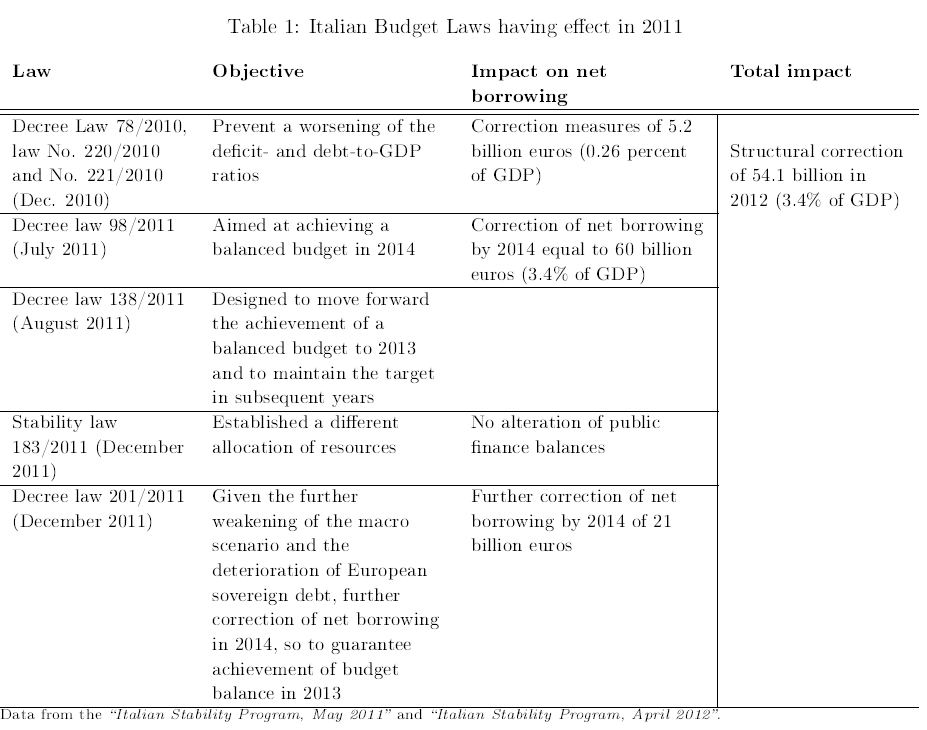 Table 1: Italian Budget Laws having effect in 2011
Law
Objective
Impact on net
borrowing
Total impact
Decree Law 78/2010,
law No. 220/2010
and No. 221/2010
(Dec. 2010)
Prevent a worsening of the
deficit- and debt-to-GDP
ratios
Correction measures of 5.2
billion euros (0.26 percent
of GDP)
Structural correction
of 54.1 billion in
2012 (3.4% of GDP)
Decree law 98/2011
(July 2011)
Aimed at achieving a
balanced budget in 2014
Correction of net borrowing
by 2014 equal to 60 billion
euros (3.4% of GDP)
Decree law 138/2011
(August 2011)
Designed to move forward
the achievement of a
balanced budget to 2013
and to maintain the target
in subsequent years
Stability law
183/2011 (December
2011)
Established a different
allocation of resources
No alteration of public
finance balances
Decree law 201/2011
(December 2011)
Given the further
weakening of the macro
scenario and the
deterioration of European
sovereign debt, further
correction of net borrowing
in 2014, so to guarantee
achievement of budget
balance in 2013
Further correction of net
borrowing by 2014 of 21
billion euros
Data from the “Italian Stability Program, May 2011” and “Italian Stability Program, April 2012”.